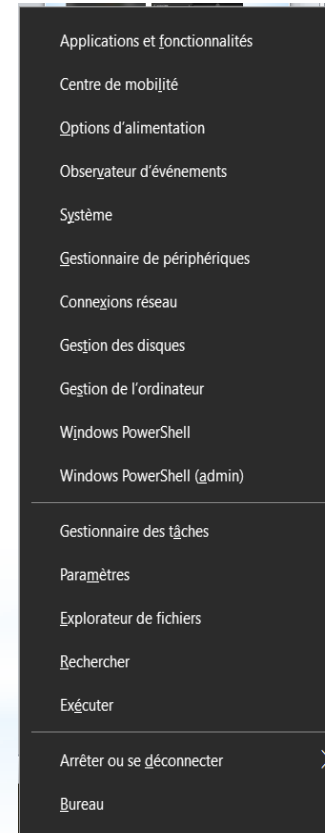 Applications et fonctionnalités
Centre de mobilité
Options d'alimentation
Observateur d'événements
Système
Gestionnaire de périphériques
Connexions réseau
Gestion des disques
Gestion de l'ordinateur
Windows PowerShell
Windows PowerShell (admin)
Gestionnaire des tâches
Paramètres
Explorateur de fichiers
Rechercher
Exécuter
Arrêter ou se déconnecter
Bureau